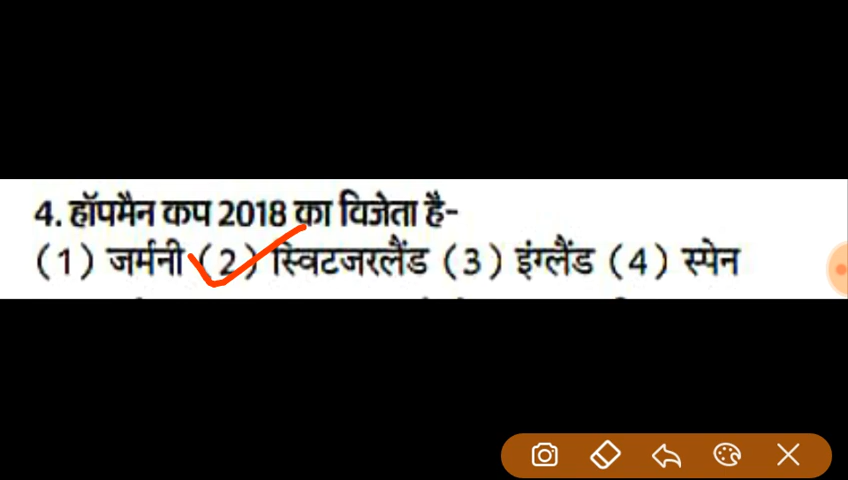 4. हॉपमैन कप 2018 का विजेता है-
(1) जर्मनी (2) स्विटजरलैंड (3) इंग्लैंड (4) स्पेन